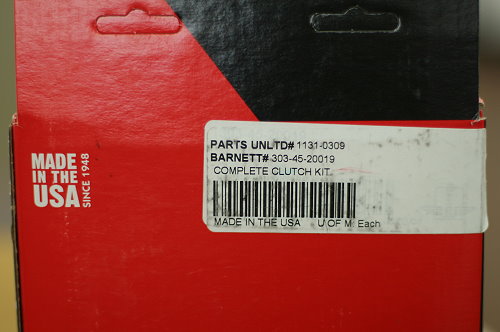 MADE
IN THE
USA
SINCE 1948
PARTS UNLTD# 1131-0309
BARNETT# 303-45-20019
COMPLETE CLUTCH KIT
MADE IN THE USA U OF M: Each